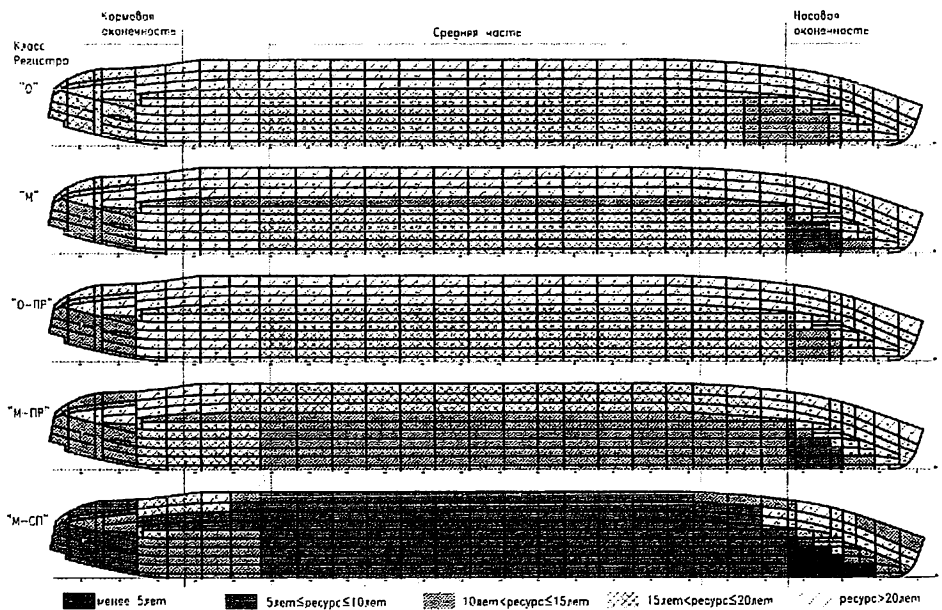 Кормовая
оконечность
Средняя часть
Носовая
оконечность
Класс
Регистра
"О"
"М"
"О-ПР"
"М-ПР"
"М-СП"
менее 5лет
5лет≤ресурс≤10лет
10лет<ресурс≤15лет
15лет<ресурс≤20лет
ресурс>20лет